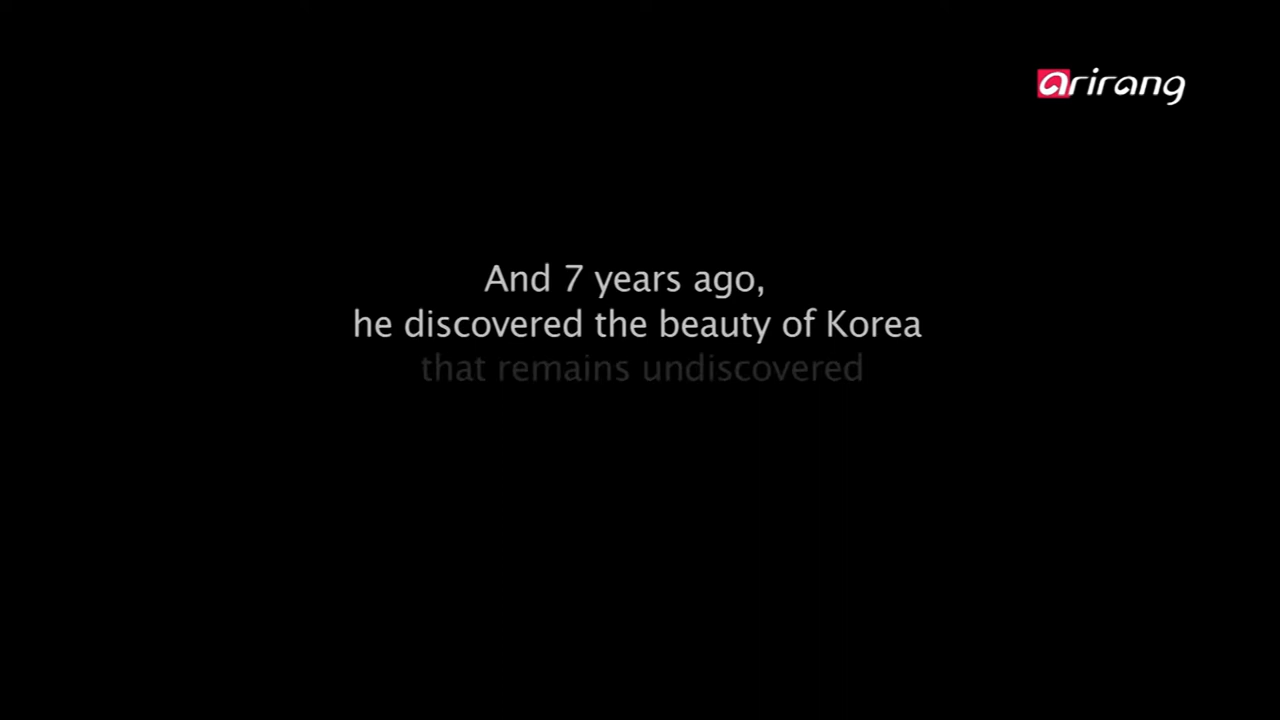 arirang
And 7 years ago,
he discovered the beauty of Korea
that remains undiscovered